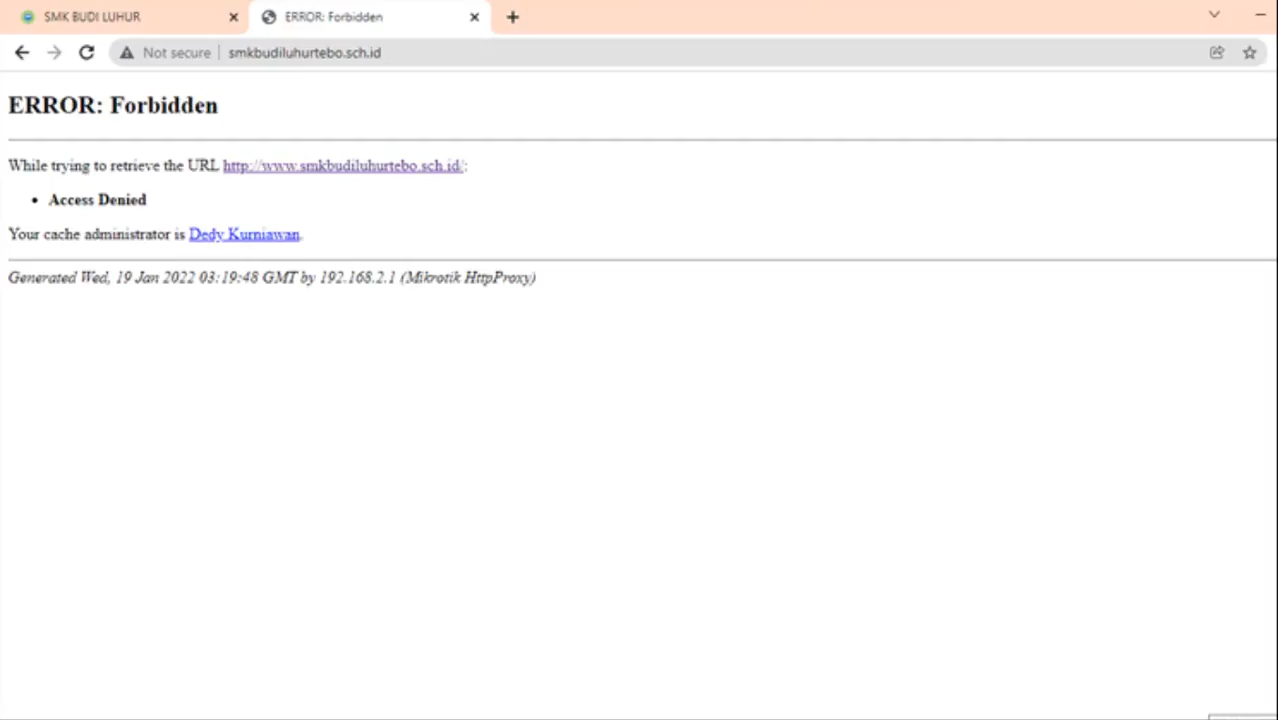 SMK BUDI LUHUR
ERROR: Forbidden
Not secure
smkbudiluhurtebo.sch.id
ERROR: Forbidden
While trying to retrieve the URL http://www.smkbudiluhurtebo.sch.id/:
• Access Denied
Your cache administrator is Dedy Kurniawan.
Generated Wed, 19 Jan 2022 03:19:48 GMT by 192.168.2.1 (Mikrotik HttpProxy)